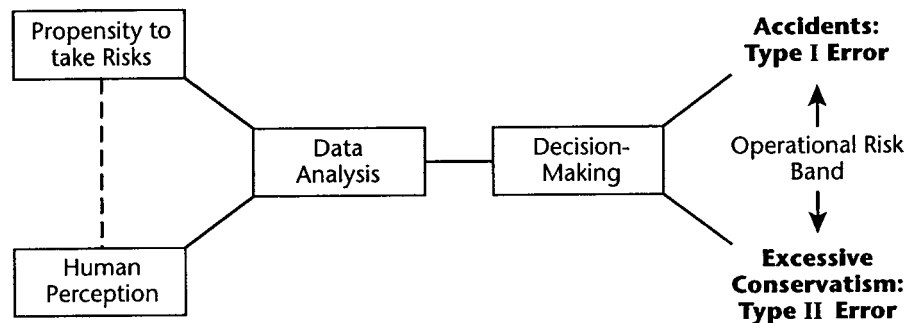 Propensity to
take Risks
Human
Perception
Data
Analysis
Decision-
Making
Accidents:
Type I Error
Operational Risk
Band
Excessive
Conservatism:
Type II Error